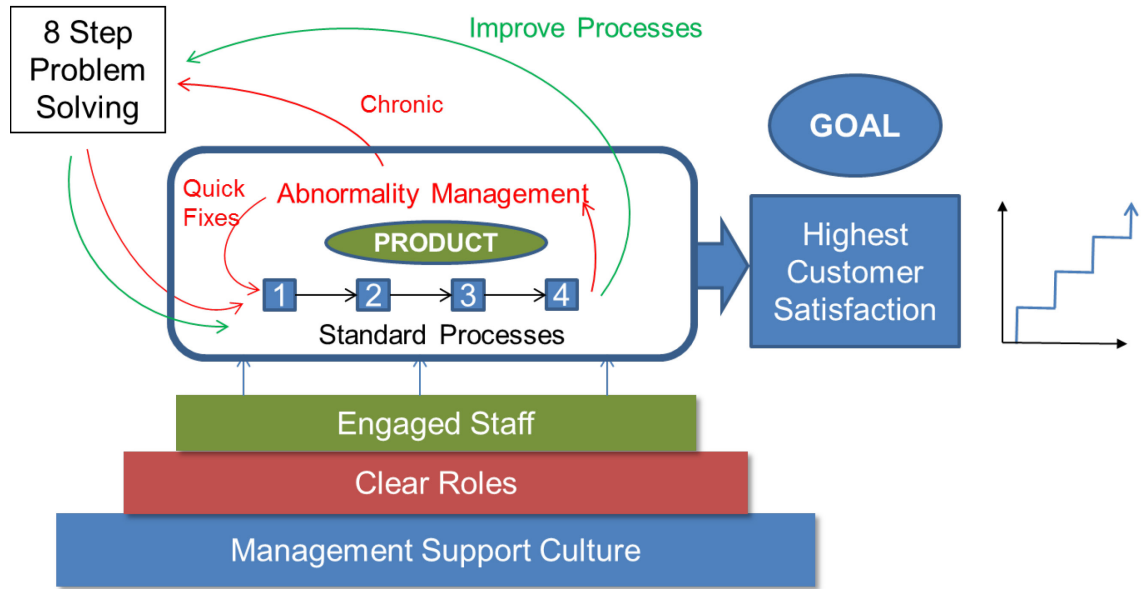 8 Step
Problem
Solving
Improve Processes
Chronic
GOAL
Quick
Fixes
Abnormality Management
PRODUCT
1
2
3
4
Standard Processes
Highest
Customer
Satisfaction
Engaged Staff
Clear Roles
Management Support Culture